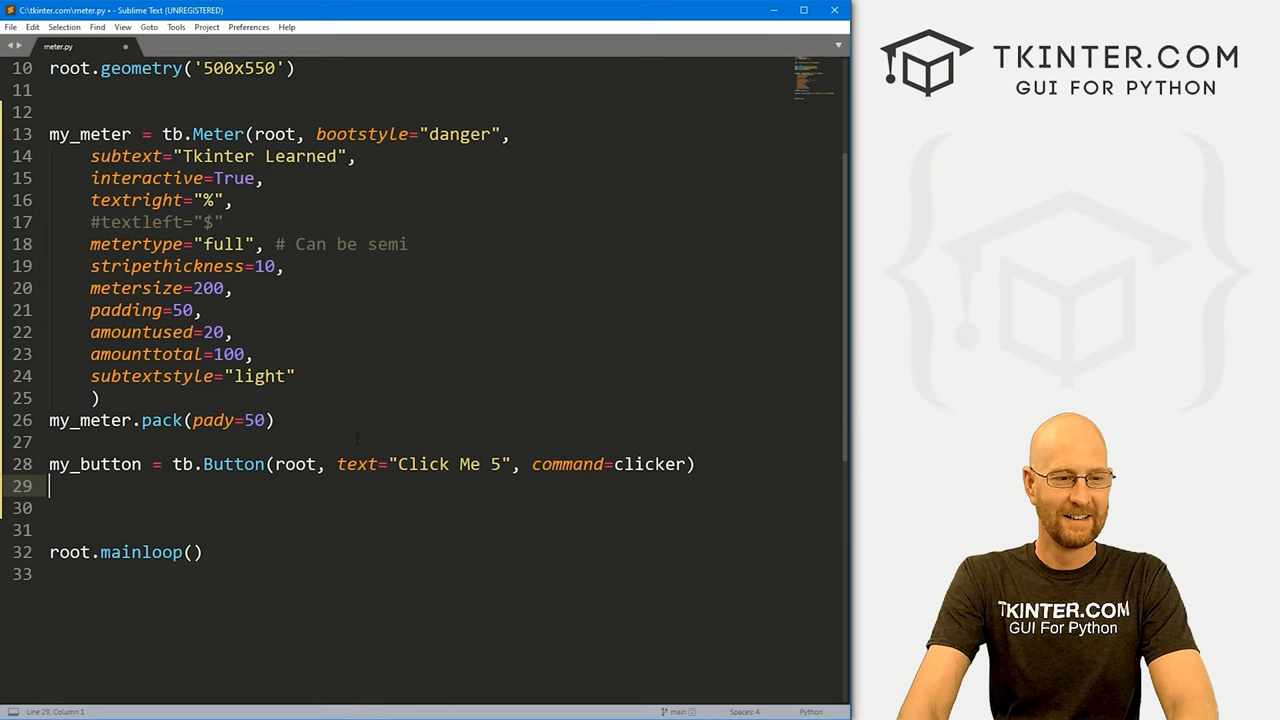 C:\tkinter.com\meter.py • - Sublime Text (UNREGISTERED)
File Edit Selection Find View Goto Tools Project Preferences Help
meter.py
10 root.geometry('500x550')
11
12
13 my_meter = tb.Meter(root, bootstyle="danger",
14 subtext="Tkinter Learned",
15 interactive=True,
16 textright="%",
17 #textleft="$"
18 metertype="full", # Can be semi
19 stripethickness=10,
20 metersize=200,
21 padding=50,
22 amountused=20,
23 amounttotal=100,
24 subtextstyle="light"
25 )
26 my_meter.pack(pady=50)
27
28 my_button = tb.Button(root, text="Click Me 5", command=clicker)
29
30
31
32 root.mainloop()
33
Line 29, Column 1
main
Spaces: 4
Python
TKINTER.COM
GUI FOR PYTHON
TKINTER.COM
GUI For Python